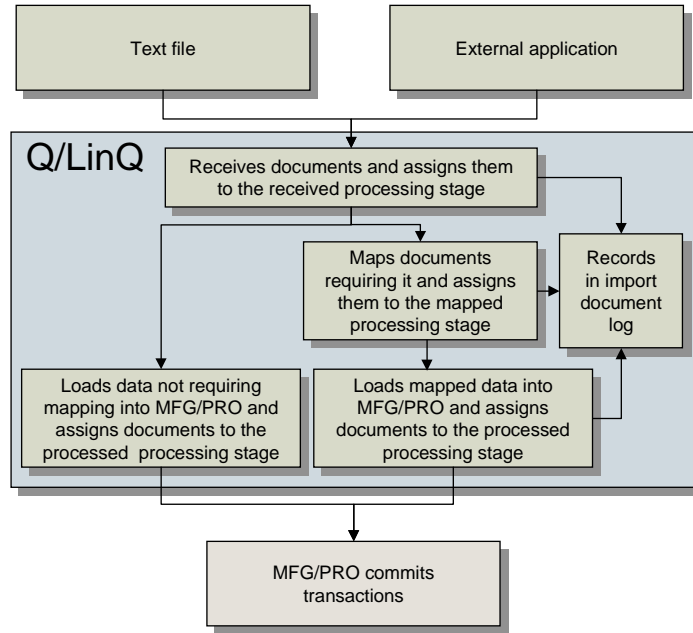 Text file
External application
Q/LinQ
Receives documents and assigns them
to the received processing stage
Maps documents
requiring it and assigns
them to the mapped
processing stage
Records
in import
document
log
Loads data not requiring
mapping into MFG/PRO and
assigns documents to the
processed  processing stage
Loads mapped data into
MFG/PRO and assigns
documents to the processed
processing stage
MFG/PRO commits
transactions